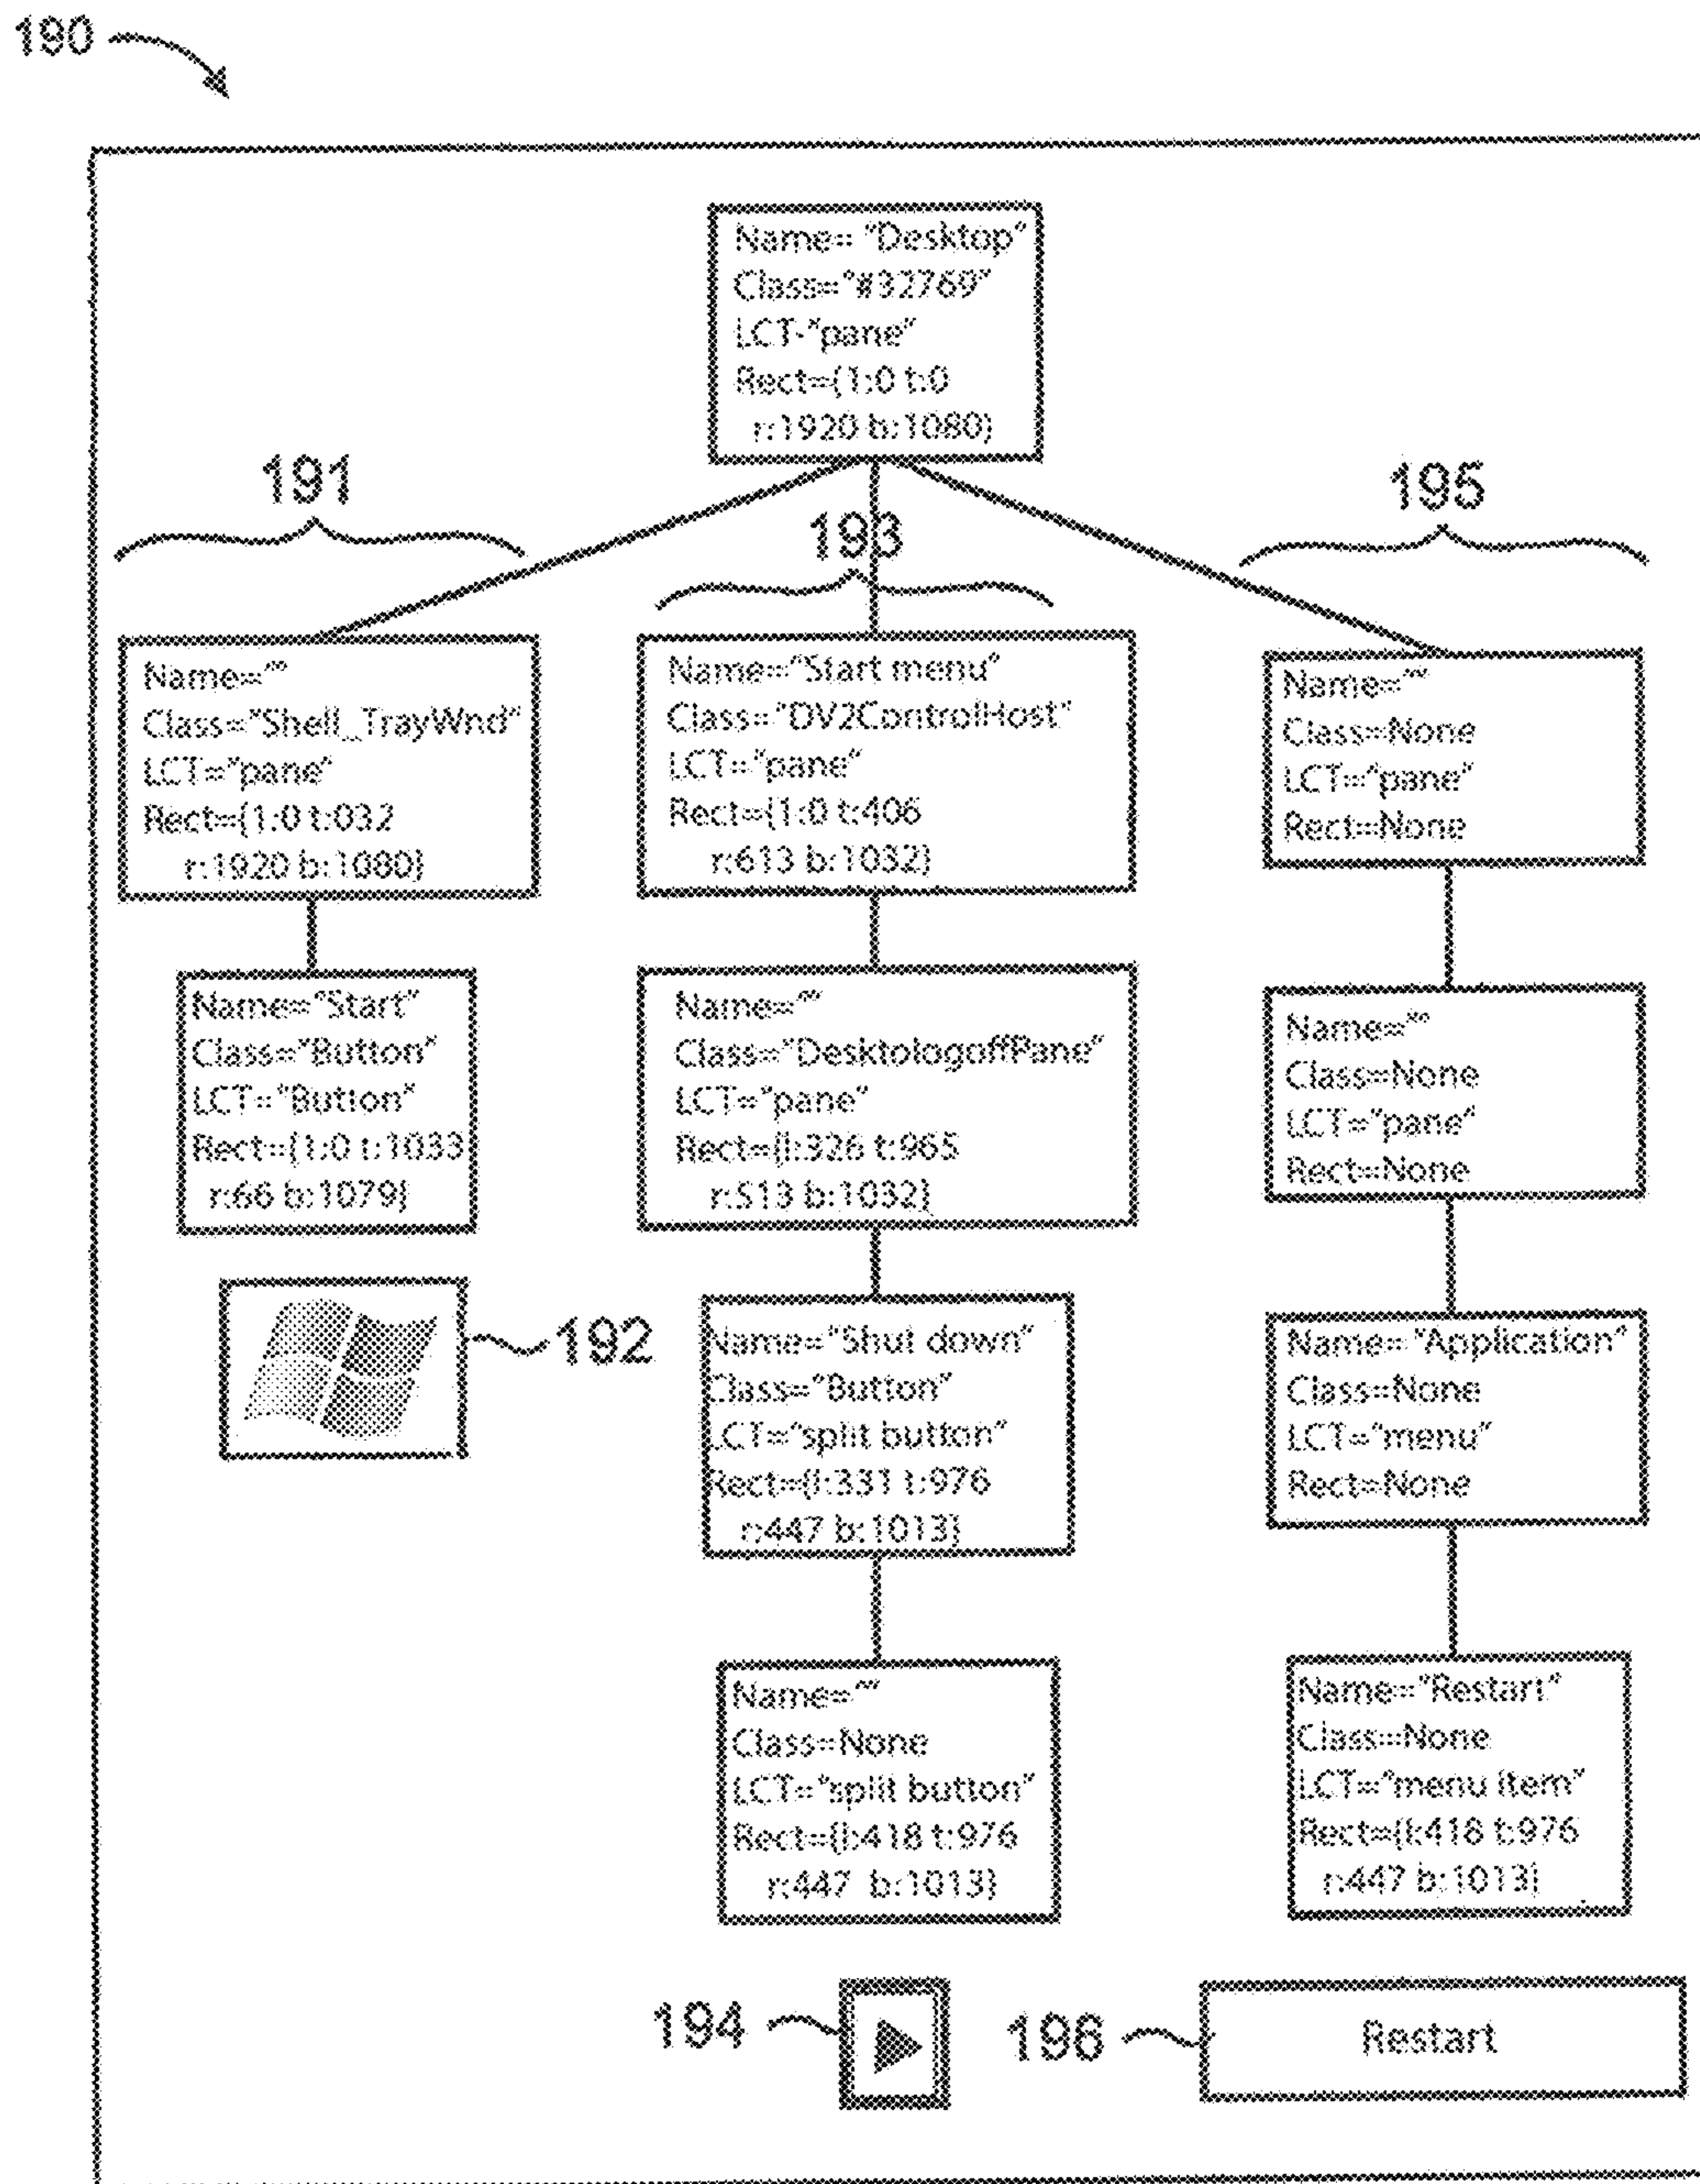 190
Name= "Desktop"
Class="#32769"
LCT-"pane"
Rect={1:0 t:0
r:1920 b:1080}
191
193
195
Name=""
Class="Shell_TrayWnd"
LCT="pane"
Rect={1:0 t:032
r:1920 b:1080}
Name="Start menu"
Class="DV2ControlHost"
LCT="pane"
Rect={1:0 t:406
r:613 b:1032}
Name=""
Class=None
LCT="pane"
Rect=None
Name="Start"
Class="Button"
LCT="Button"
Rect={1:0 t:1033
r:66 b:1079}
Name=""
Class="DesktologoffPane"
LCT="pane"
Rect={l:326 t:965
r:513 b:1032}
Name=""
Class=None
LCT="pane"
Rect=None
192
Name="Shut down"
Class="Button"
LCT="split button"
Rect={l:331 t:976
r:447 b:1013}
Name= "Application"
Class=None
LCT="menu"
Rect=None
Name=""
Class=None
LCT="split button"
Rect={l:418 t:976
r:447 b:1013}
Name="Restart"
Class=None
LCT="menu item"
Rect={l:418 t:976
r:447 b:1013}
194
196
Restart